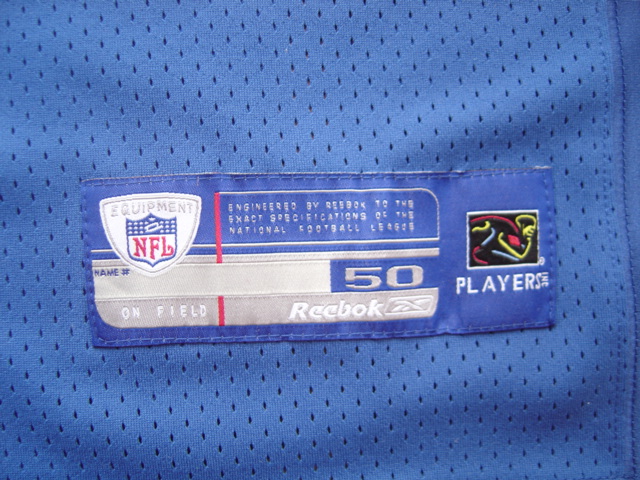 EQUIPMENT
NFL
ENGINEERED BY REEBOK TO THE
EXACT SPECIFICATIONS OF THE
NATIONAL FOOTBALL LEAGUE
NAME #
50
ON FIELD
Reebok
PLAYERS INC